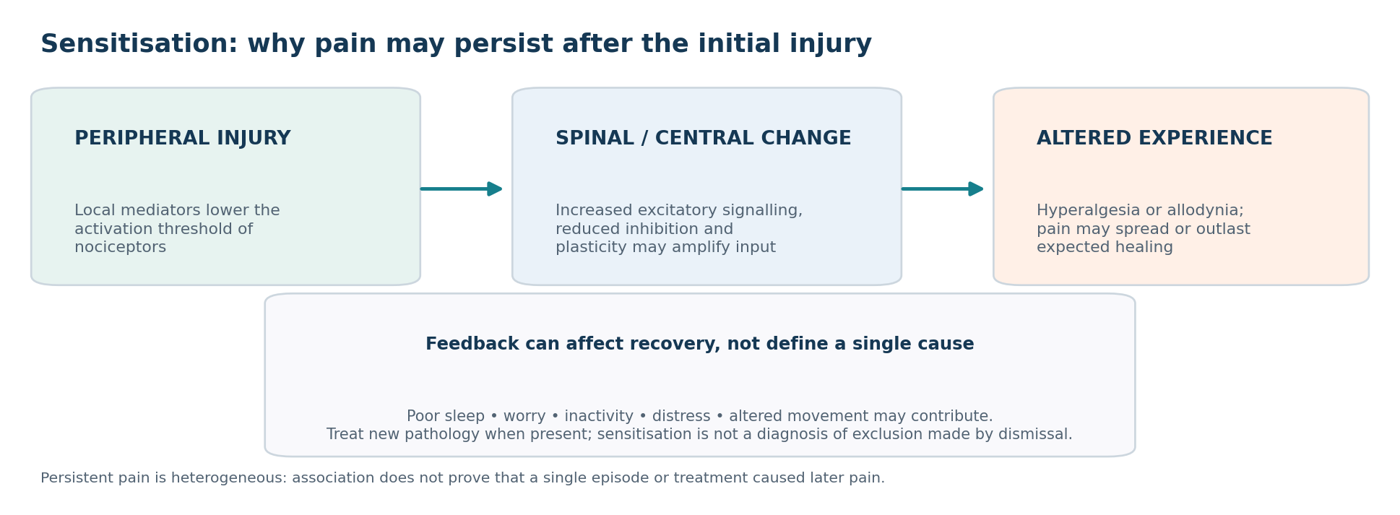 Sensitisation: why pain may persist after the initial injury
PERIPHERAL INJURY
Local mediators lower the
activation threshold of
nociceptors
SPINAL / CENTRAL CHANGE
Increased excitatory signalling,
reduced inhibition and
plasticity may amplify input
ALTERED EXPERIENCE
Hyperalgesia or allodynia;
pain may spread or outlast
expected healing
Feedback can affect recovery, not define a single cause
Poor sleep • worry • inactivity • distress • altered movement may contribute.
Treat new pathology when present; sensitisation is not a diagnosis of exclusion made by dismissal.
Persistent pain is heterogeneous: association does not prove that a single episode or treatment caused later pain.